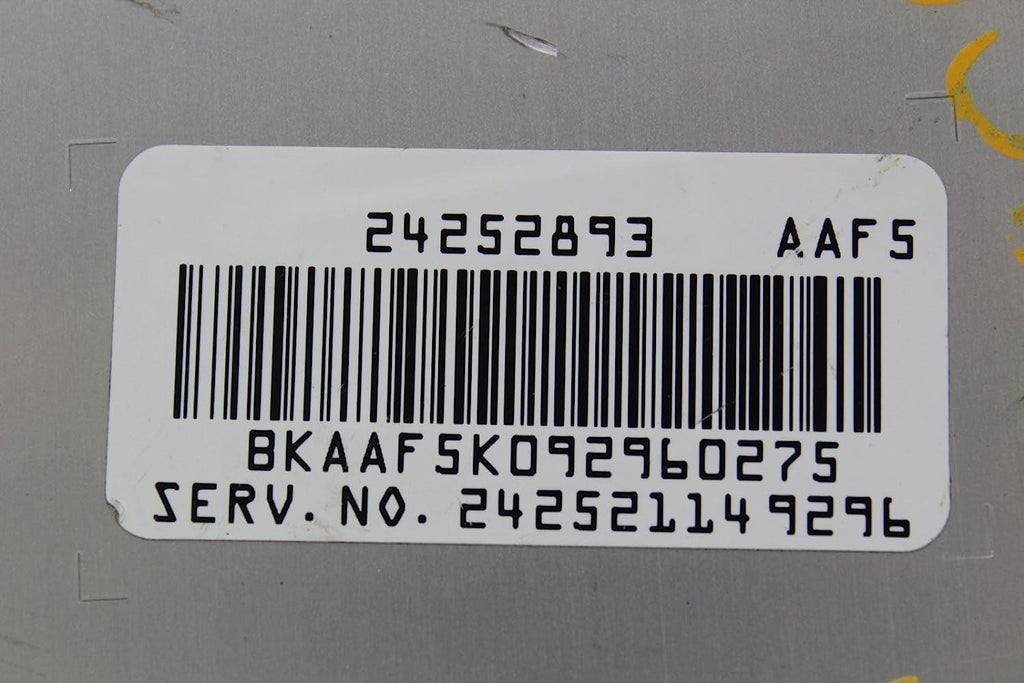 24252893 AAFS
BKAAFSK092960275
SERV. NO. 24252114 9296